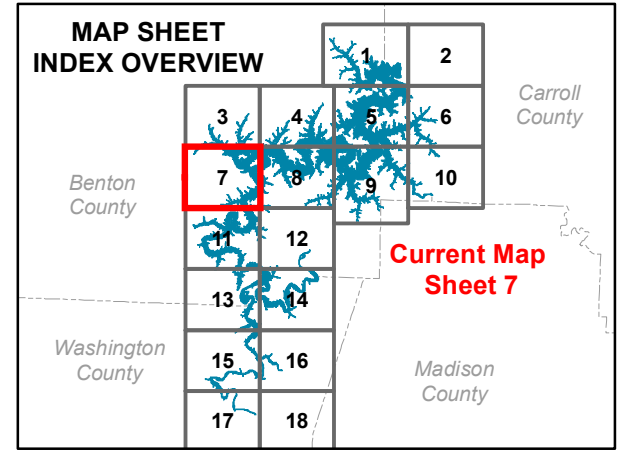 MAP SHEET
INDEX OVERVIEW
1
2
Carroll
County
3
4
5
6
Benton
County
7
8
9
10
11
12
Current Map
Sheet 7
13
14
Washington
County
15
16
Madison
County
17
18